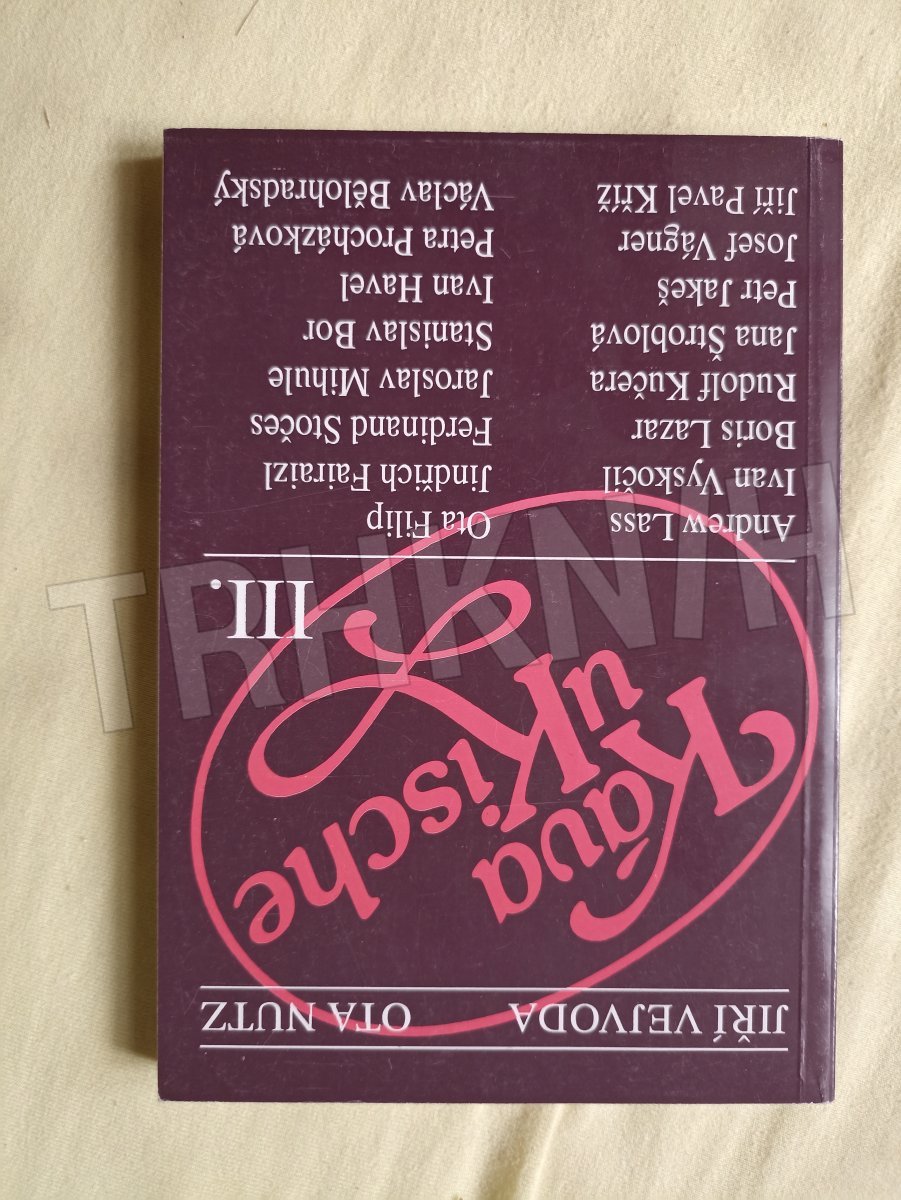 JIŘÍ VEJVODA OTA NUTZ
Káva
u Kische
III.
Andrew Lass Ota Filip
Ivan Vyskočil Jindřich Fairaizl
Boris Lazar Ferdinand Stočes
Rudolf Kučera Jaroslav Mihule
Jana Štroblová Stanislav Bor
Petr Jakeš Ivan Havel
Josef Vágner Petra Procházková
Jiří Pavel Kříž Václav Bělohradský
TRHKNIH